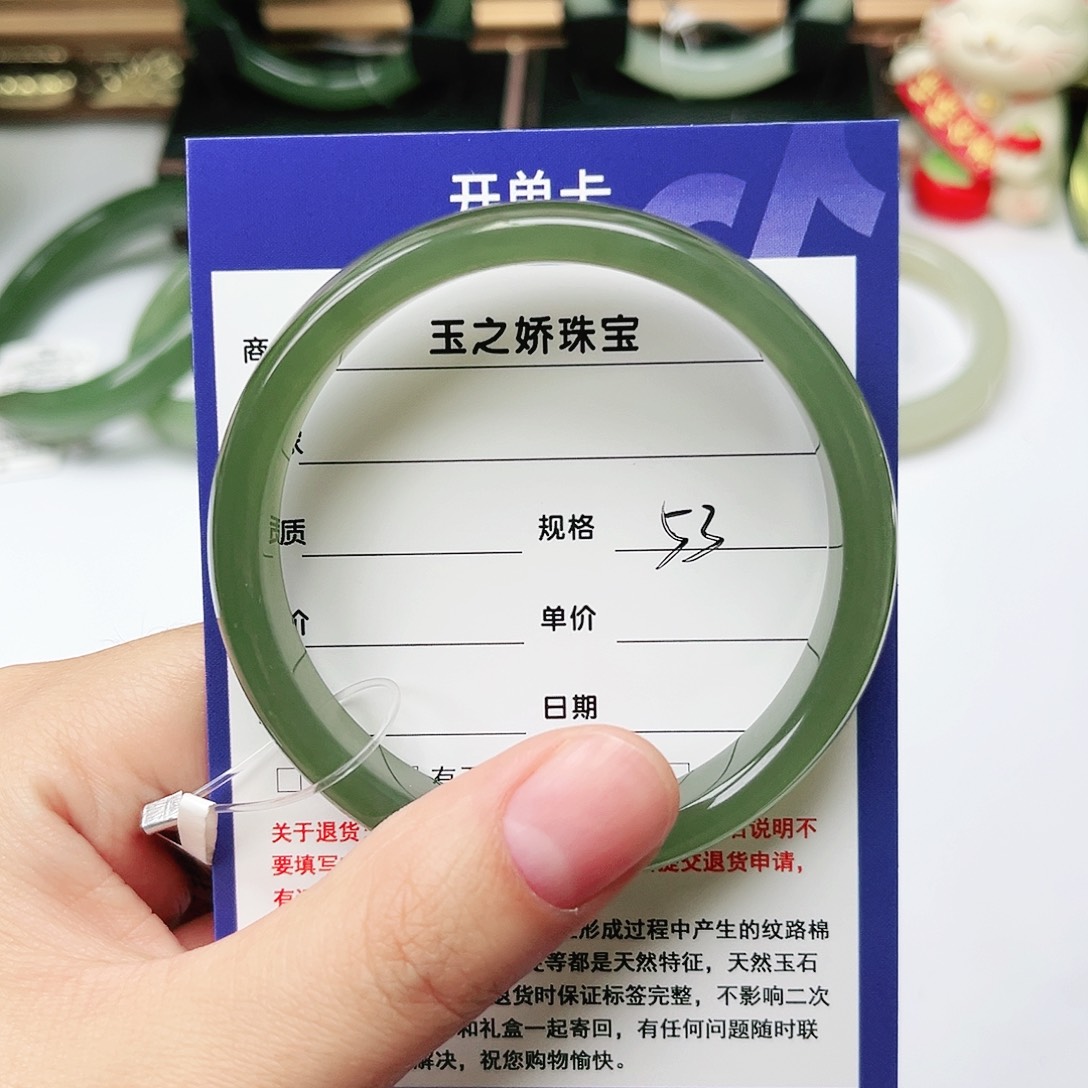 开单卡
商
玉之娇珠宝
质
规格 53
价
单价
日期
关于退货
说明不
要填写
提交退货申请，
有
形成过程中产生的纹路棉
等都是天然特征，天然玉石
退货时保证标签完整，不影响二次
和礼盒一起寄回，有任何问题随时联
解决，祝您购物愉快。